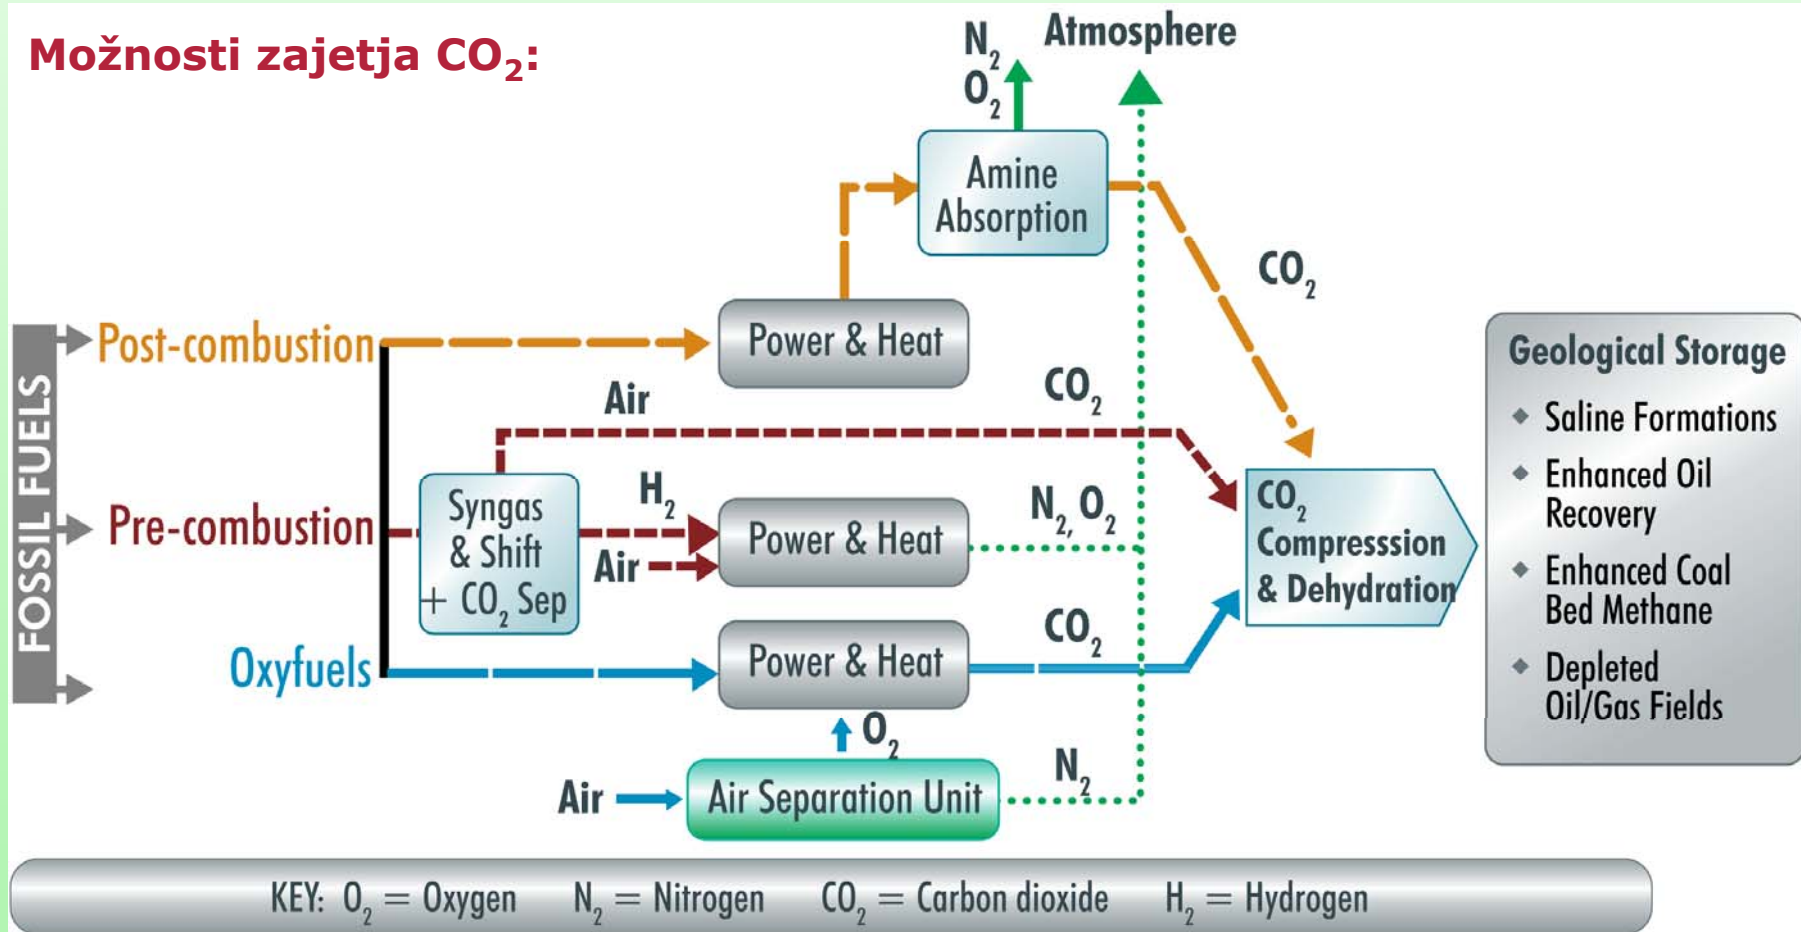 Možnosti zajetja CO₂:
N₂
O₂
Atmosphere
Amine
Absorption
CO₂
FOSSIL FUELS
Post-combustion
Power & Heat
Air
CO₂
Pre-combustion
Syngas
& Shift
+ CO₂ Sep
H₂
Air
Power & Heat
N₂, O₂
CO₂
Compresssion
& Dehydration
Oxyfuels
Power & Heat
CO₂
O₂
Air
Air Separation Unit
N₂
Geological Storage
Saline Formations
Enhanced Oil
Recovery
Enhanced Coal
Bed Methane
Depleted
Oil/Gas Fields
KEY: O₂ = Oxygen N₂ = Nitrogen CO₂ = Carbon dioxide H₂ = Hydrogen